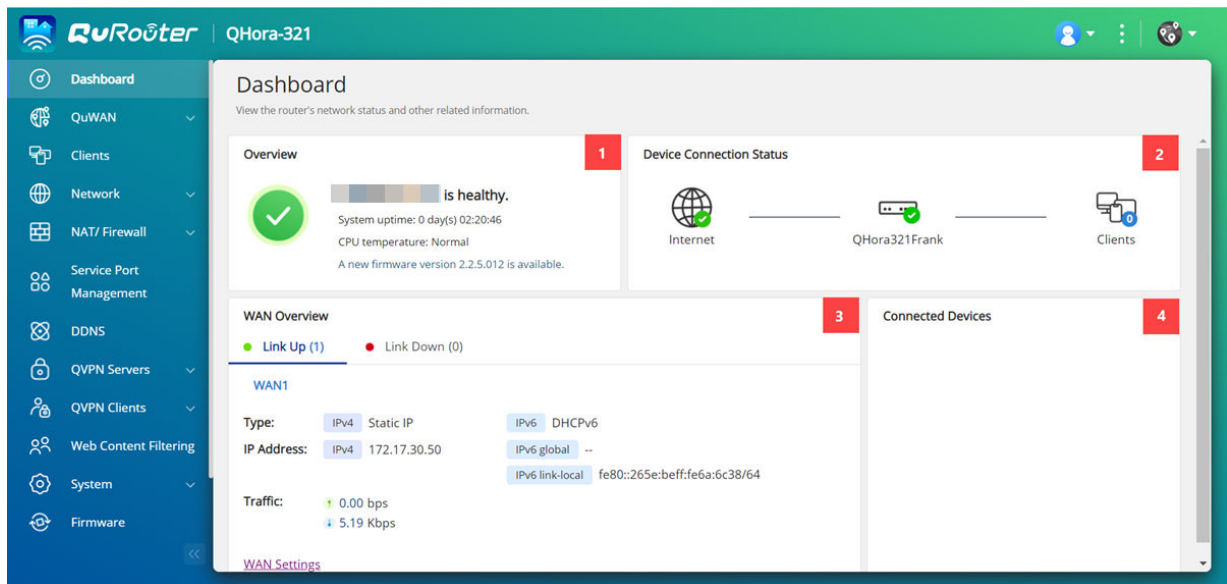 QuRouter
QHora-321
Dashboard
QuWAN
Clients
Network
NAT/ Firewall
Service Port
Management
DDNS
QVPN Servers
QVPN Clients
Web Content Filtering
System
Firmware
Dashboard
View the router's network status and other related information.
Overview
1
is healthy.
System uptime: 0 day(s) 02:20:46
CPU temperature: Normal
A new firmware version 2.2.5.012 is available.
Device Connection Status
2
0
Internet
QHora321Frank
Clients
WAN Overview
3
Link Up (1)
Link Down (0)
WAN1
Type: IPv4 Static IP IPv6 DHCPv6
IP Address: IPv4 172.17.30.50 IPv6 global --
IPv6 link-local fe80::265e:beff:fe6a:6c38/64
Traffic: 0.00 bps
5.19 Kbps
WAN Settings
Connected Devices
4